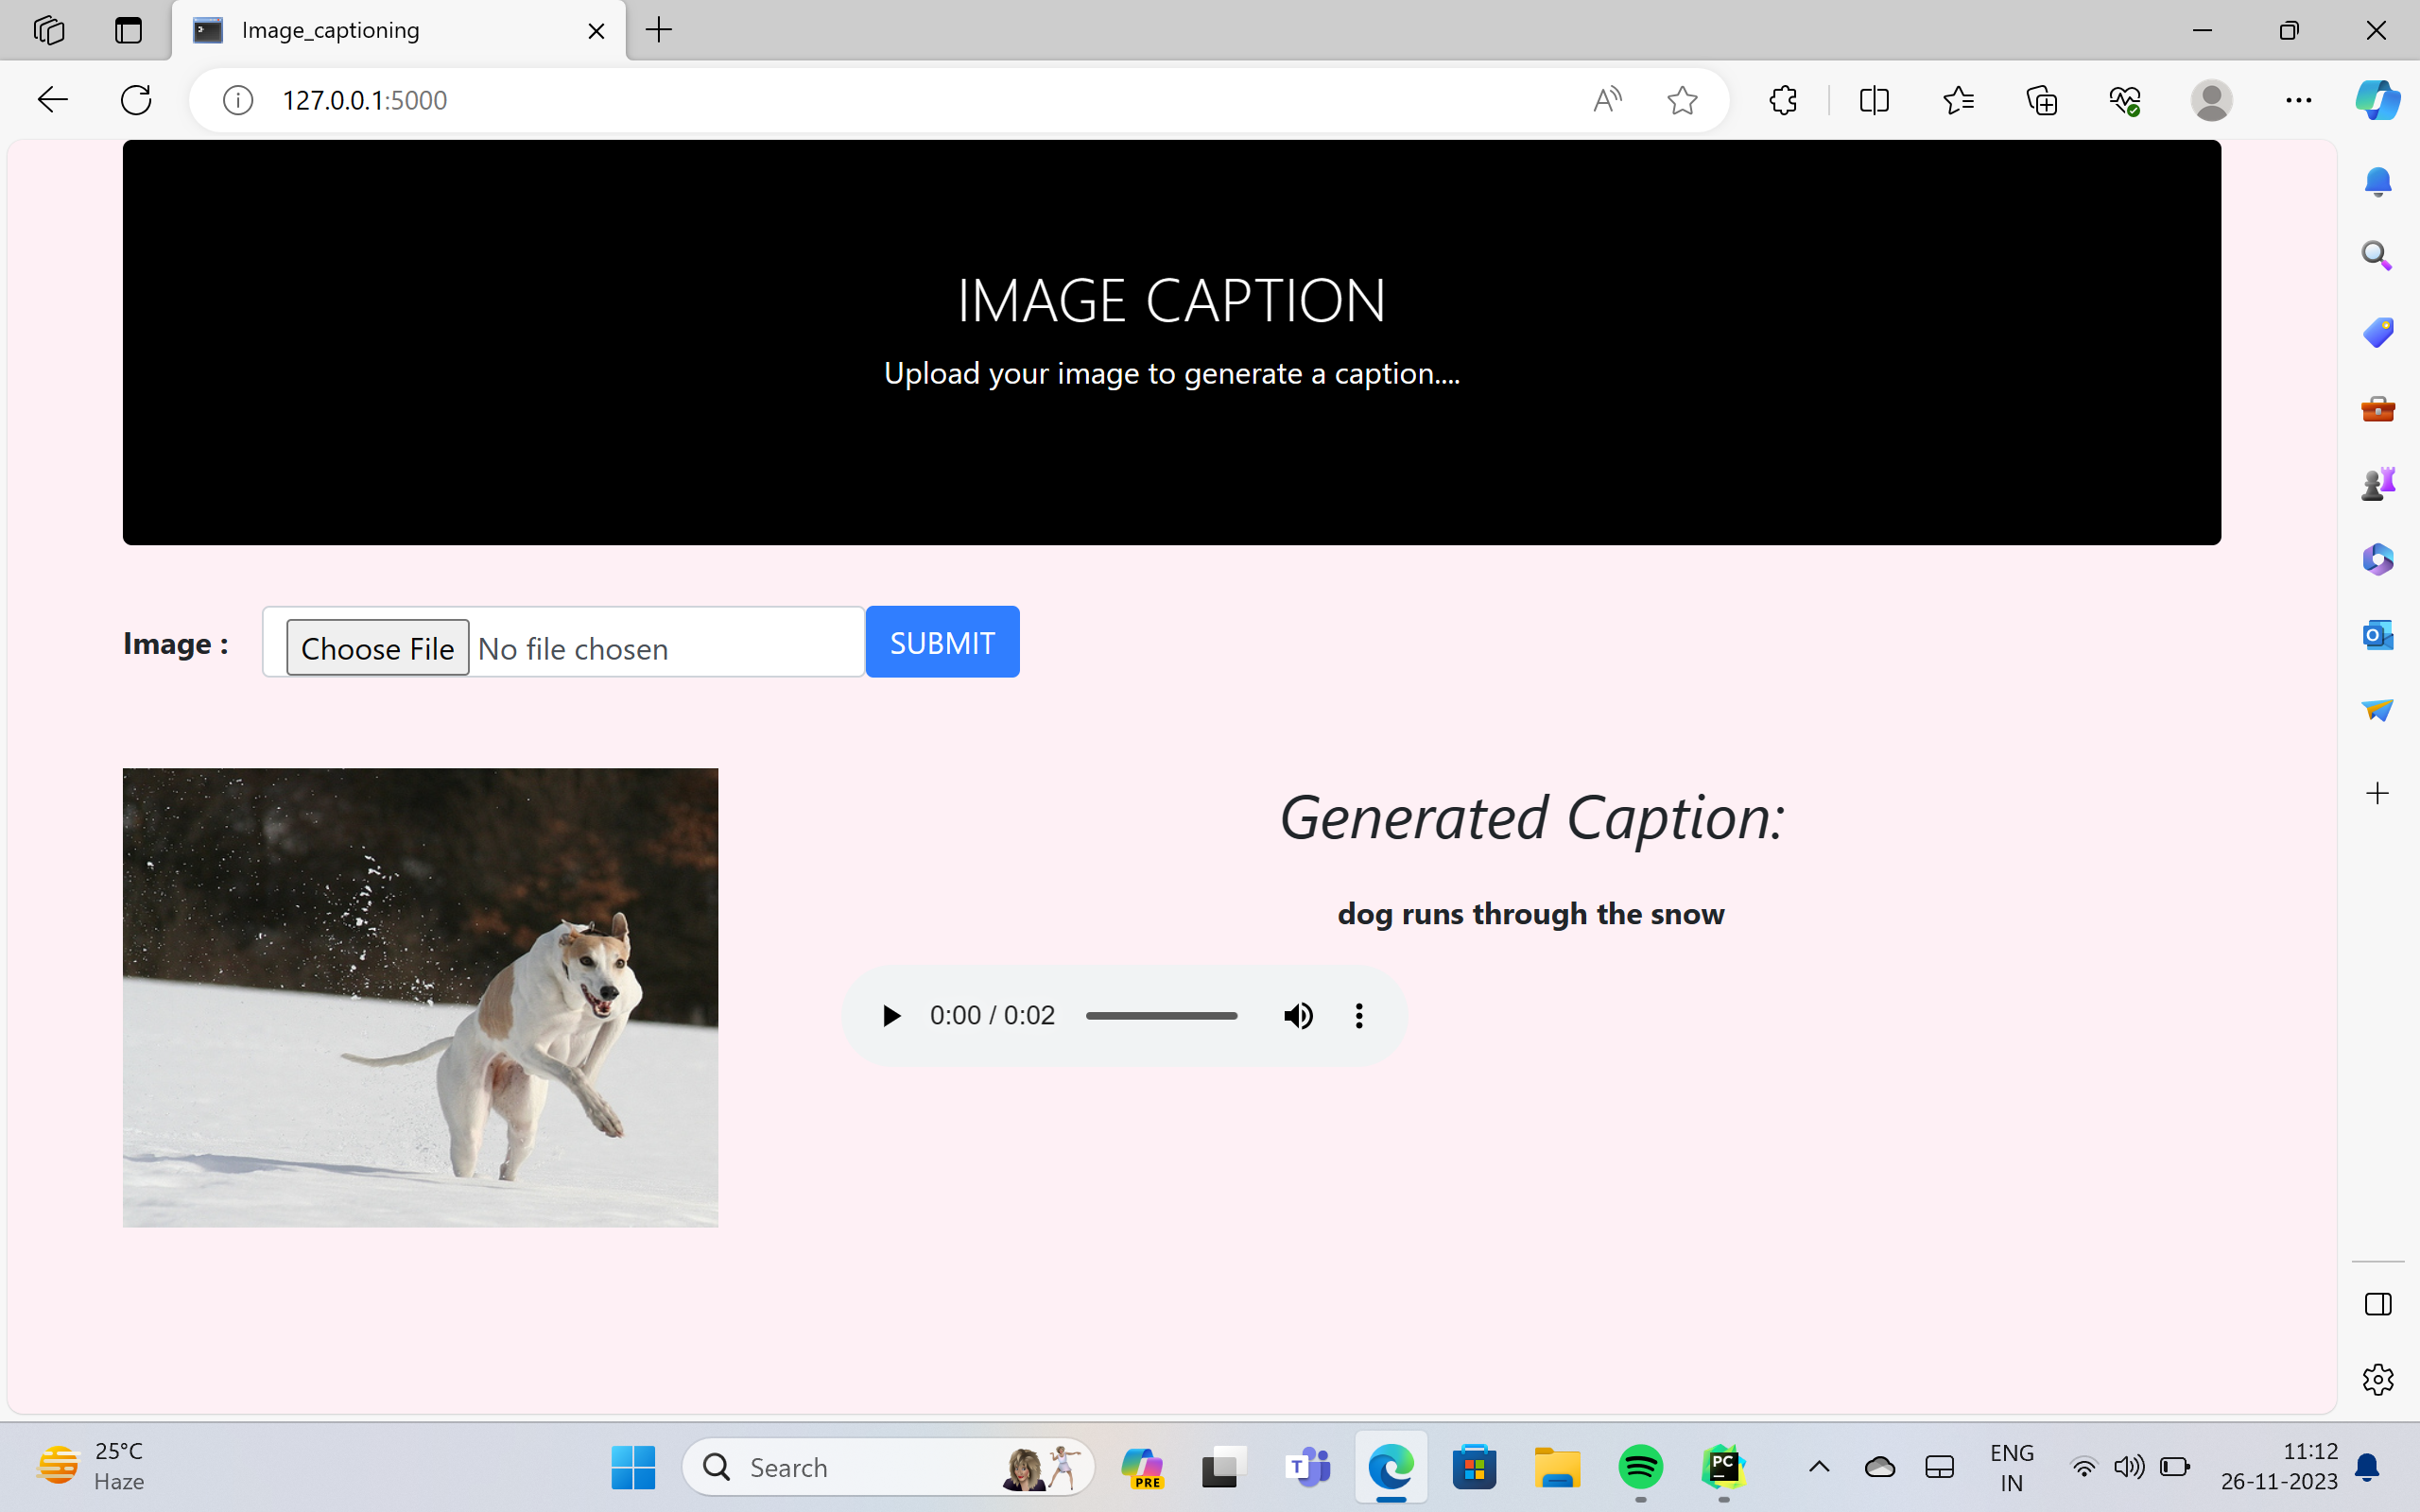 Image_captioning
127.0.0.1:5000
IMAGE CAPTION
Upload your image to generate a caption....
Image :
Choose File No file chosen
SUBMIT
Generated Caption:
dog runs through the snow
0:00 / 0:02
25°C
Haze
Search
PRE
T
PC
ENG
IN
11:12
26-11-2023